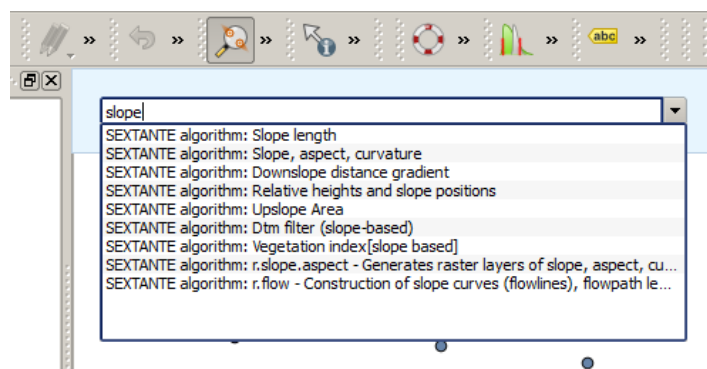 » » » » » abc »
slope
SEXTANTE algorithm: Slope length
SEXTANTE algorithm: Slope, aspect, curvature
SEXTANTE algorithm: Downslope distance gradient
SEXTANTE algorithm: Relative heights and slope positions
SEXTANTE algorithm: Upslope Area
SEXTANTE algorithm: Dtm filter (slope-based)
SEXTANTE algorithm: Vegetation index[slope based]
SEXTANTE algorithm: r.slope.aspect - Generates raster layers of slope, aspect, cu...
SEXTANTE algorithm: r.flow - Construction of slope curves (flowlines), flowpath le...